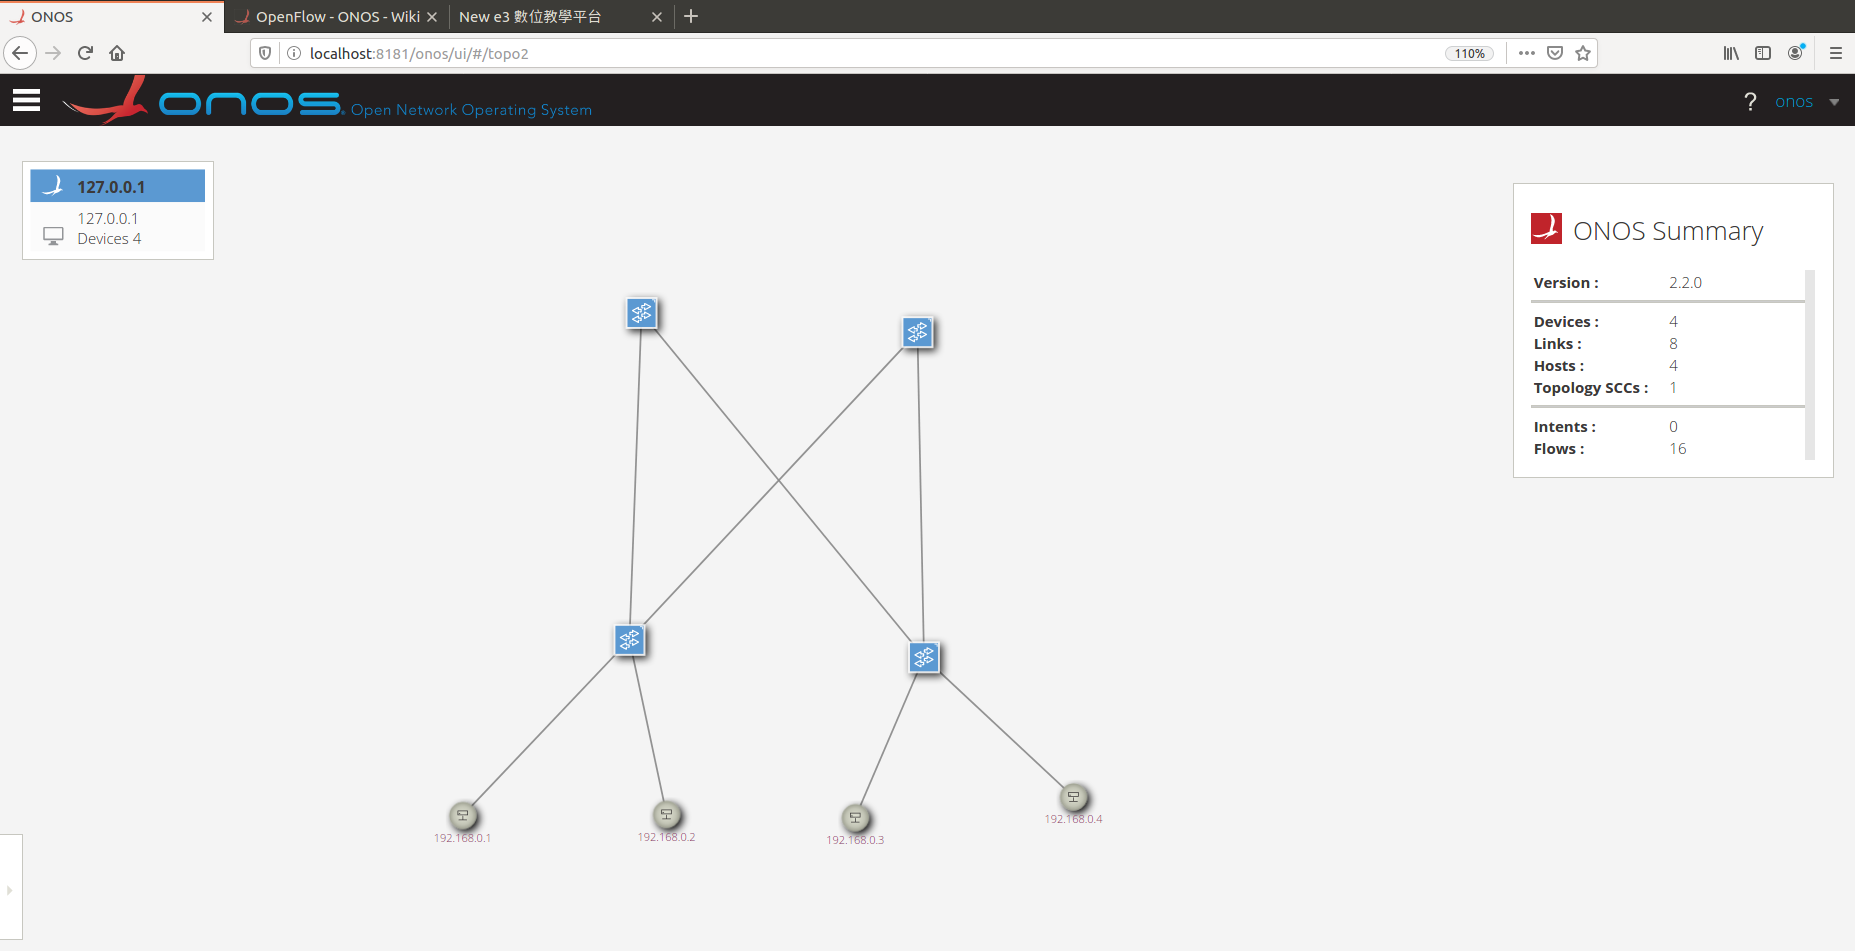 ONOS
OpenFlow - ONOS - Wiki
New e3 數位教學平台
localhost:8181/onos/ui/#/topo2
110%
onos
Open Network Operating System
?
onos
127.0.0.1
127.0.0.1
Devices 4
ONOS Summary
Version : 2.2.0
Devices : 4
Links : 8
Hosts : 4
Topology SCCs : 1
Intents : 0
Flows : 16
192.168.0.1
192.168.0.2
192.168.0.3
192.168.0.4